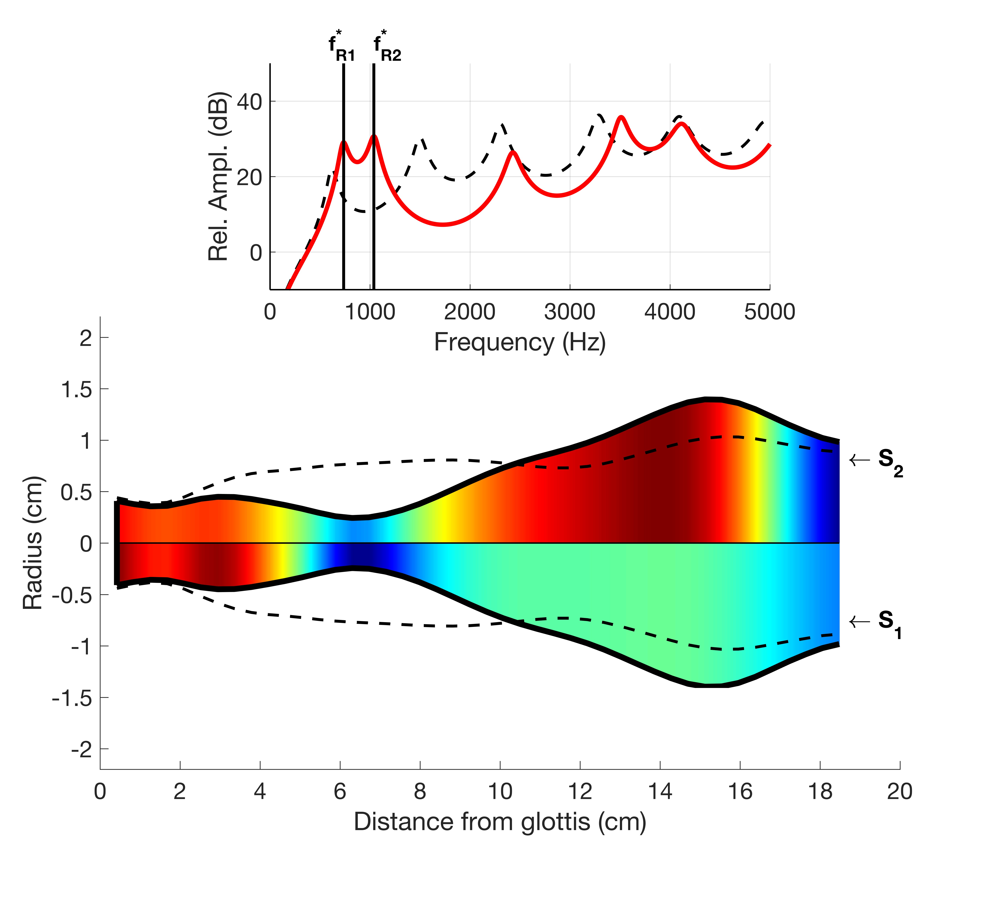 f*R1 f*R2
Rel. Ampl. (dB)
40
20
0
0 1000 2000 3000 4000 5000
Frequency (Hz)
Radius (cm)
2
1.5
1
0.5
0
-0.5
-1
-1.5
-2
← S2
← S1
0 2 4 6 8 10 12 14 16 18 20
Distance from glottis (cm)